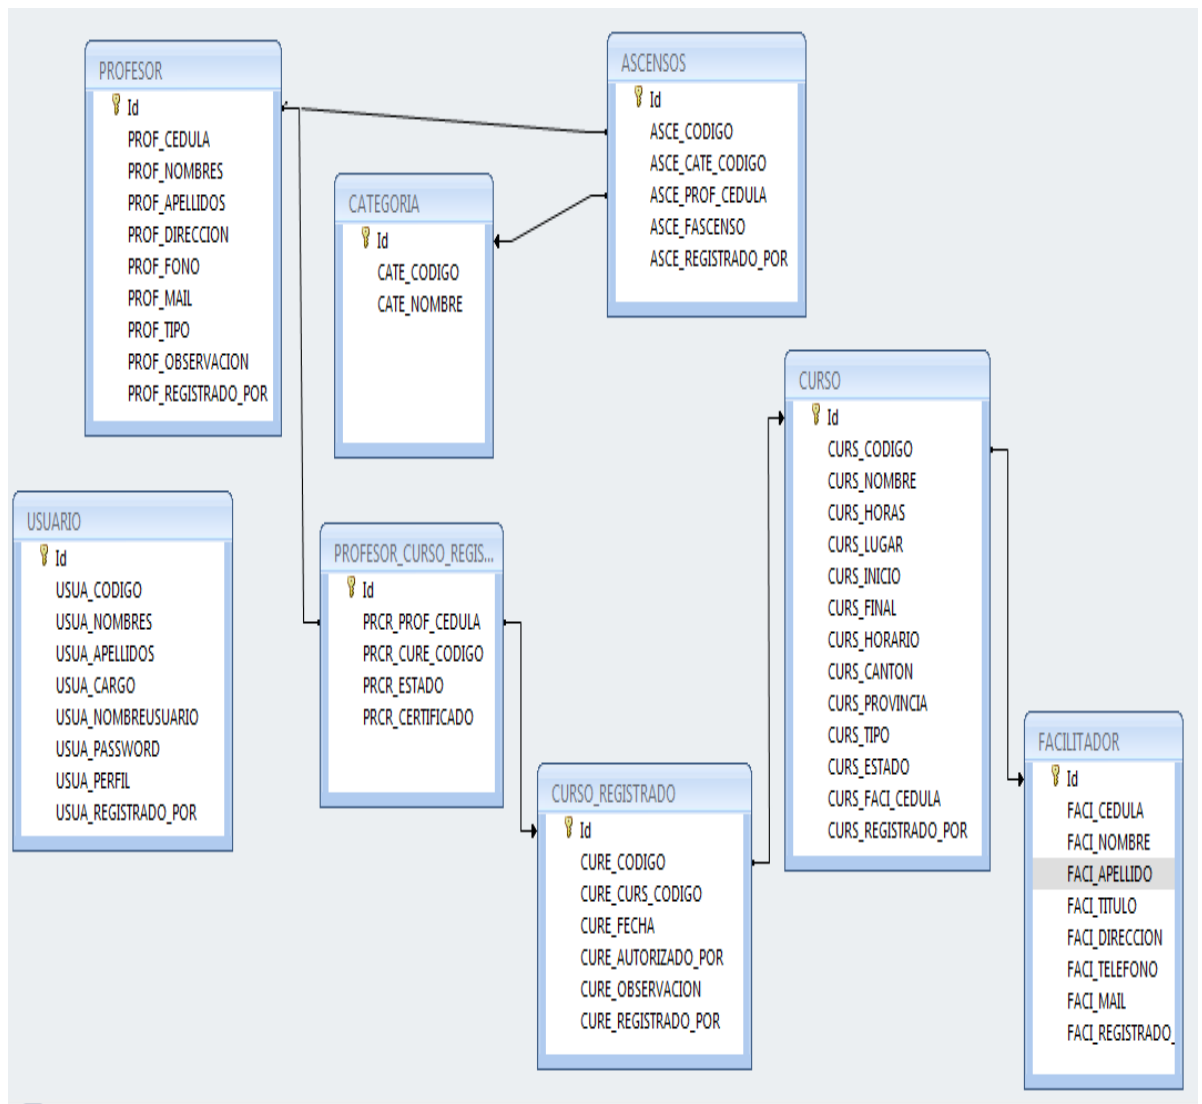 PROFESOR
Id
PROF_CEDULA
PROF_NOMBRES
PROF_APELLIDOS
PROF_DIRECCION
PROF_FONO
PROF_MAIL
PROF_TIPO
PROF_OBSERVACION
PROF_REGISTRADO_POR
ASCENSOS
Id
ASCE_CODIGO
ASCE_CATE_CODIGO
ASCE_PROF_CEDULA
ASCE_FASCENSO
ASCE_REGISTRADO_POR
CATEGORIA
Id
CATE_CODIGO
CATE_NOMBRE
CURSO
Id
CURS_CODIGO
CURS_NOMBRE
CURS_HORAS
CURS_LUGAR
CURS_INICIO
CURS_FINAL
CURS_HORARIO
CURS_CANTON
CURS_PROVINCIA
CURS_TIPO
CURS_ESTADO
CURS_FACI_CEDULA
CURS_REGISTRADO_POR
USUARIO
Id
USUA_CODIGO
USUA_NOMBRES
USUA_APELLIDOS
USUA_CARGO
USUA_NOMBREUSUARIO
USUA_PASSWORD
USUA_PERFIL
USUA_REGISTRADO_POR
PROFESOR_CURSO_REGIS...
Id
PRCR_PROF_CEDULA
PRCR_CURE_CODIGO
PRCR_ESTADO
PRCR_CERTIFICADO
CURSO_REGISTRADO
Id
CURE_CODIGO
CURE_CURS_CODIGO
CURE_FECHA
CURE_AUTORIZADO_POR
CURE_OBSERVACION
CURE_REGISTRADO_POR
FACILITADOR
Id
FACI_CEDULA
FACI_NOMBRE
FACI_APELLIDO
FACI_TITULO
FACI_DIRECCION
FACI_TELEFONO
FACI_MAIL
FACI_REGISTRADO_